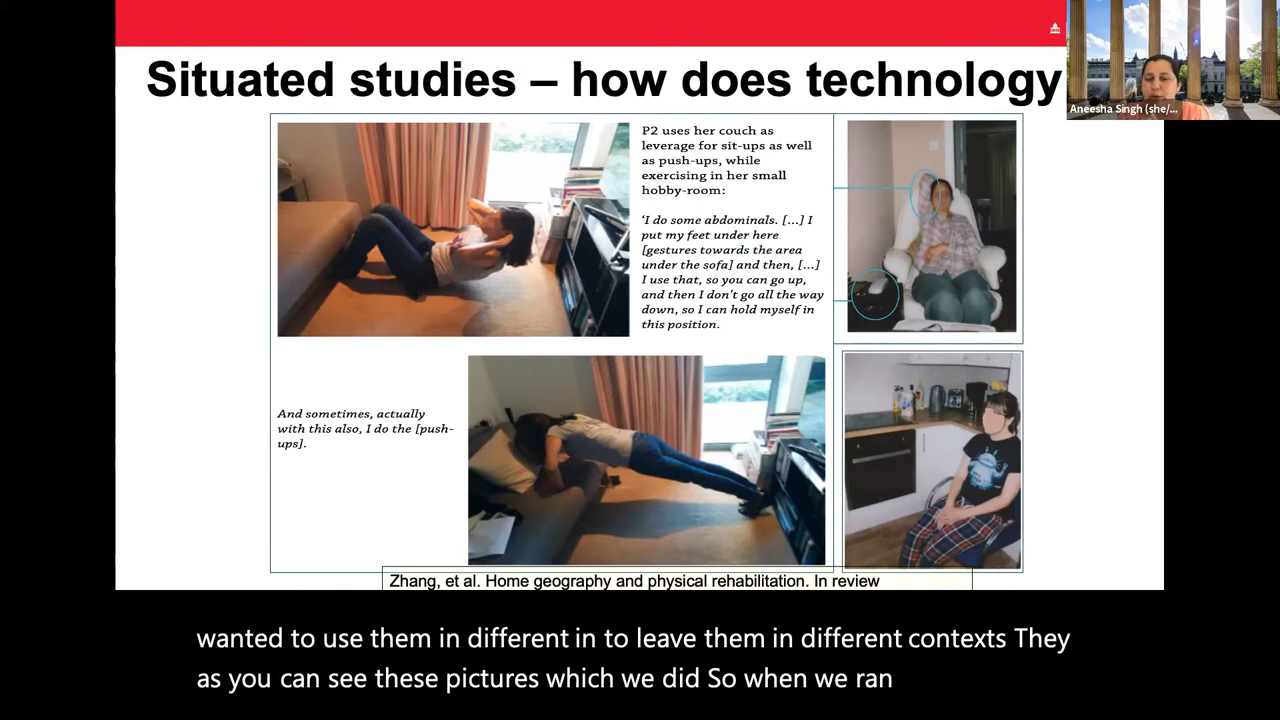 Situated studies – how does technology
Aneesha Singh (she/...
P2 uses her couch as
leverage for sit-ups as well
as push-ups, while
exercising in her small
hobby-room:
‘I do some abdominals. [...] I
put my feet under here
[gestures towards the area
under the sofa] and then, [...]
I use that, so you can go up,
and then I don't go all the way
down, so I can hold myself in
this position.
And sometimes, actually
with this also, I do the [push-
ups].
Zhang, et al. Home geography and physical rehabilitation. In review
wanted to use them in different in to leave them in different contexts They
as you can see these pictures which we did So when we ran